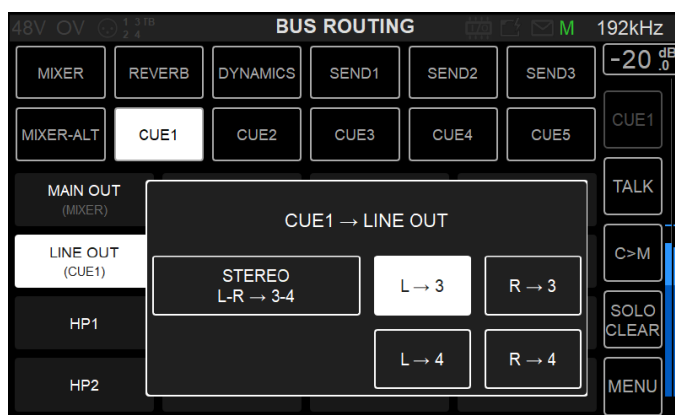 48V OV 1 3 TB 2 4 BUS ROUTING M 192kHz
-20.0 dB
MIXER REVERB DYNAMICS SEND1 SEND2 SEND3
MIXER-ALT CUE1 CUE2 CUE3 CUE4 CUE5
CUE1
MAIN OUT
(MIXER)
TALK
CUE1 → LINE OUT
LINE OUT
(CUE1)
C>M
STEREO
L-R → 3-4
L → 3
R → 3
HP1
SOLO
CLEAR
L → 4
R → 4
HP2
MENU